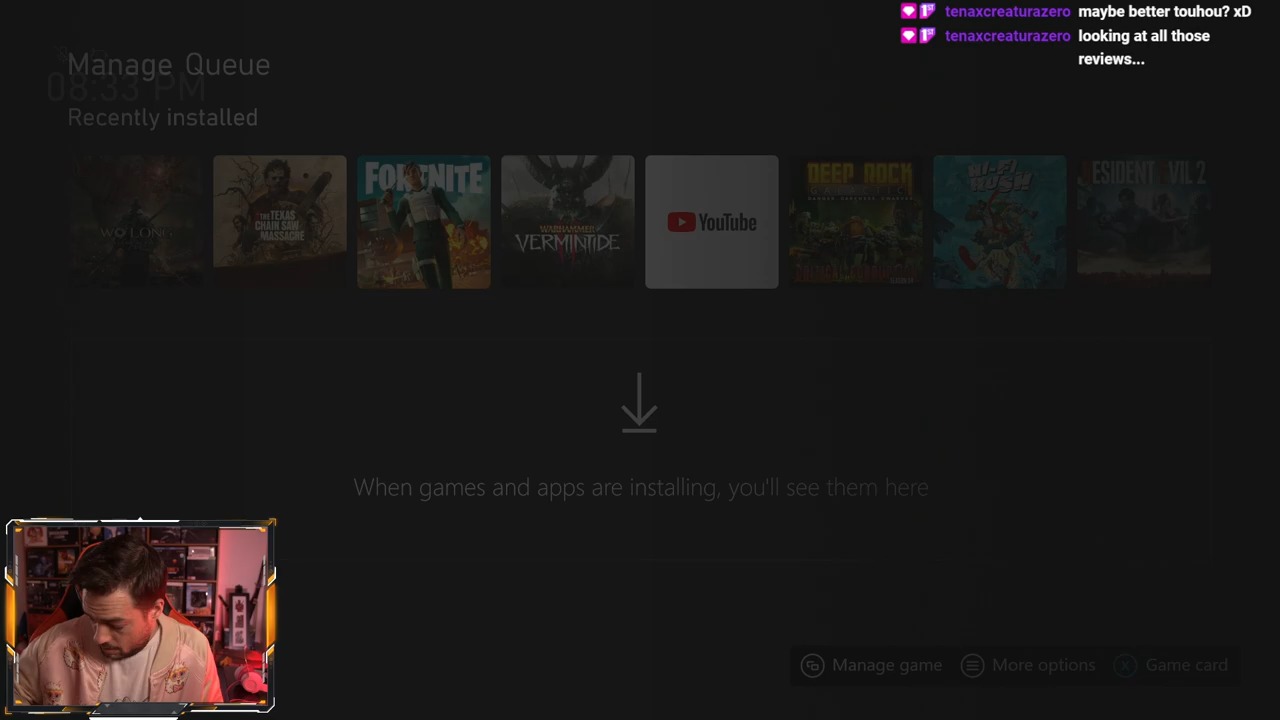 tenaxcreaturazero maybe better touhou? xD
tenaxcreaturazero looking at all those
reviews...
Manage Queue
08:33 PM
Recently installed
WO LONG
THE TEXAS
CHAIN SAW
MASSACRE
FORTNITE
WARHAMMER
VERMINTIDE
YouTube
DEEP ROCK
HI-FI
RUSH
RESIDENT EVIL 2
When games and apps are installing, you'll see them here
Manage game
More options
X Game card